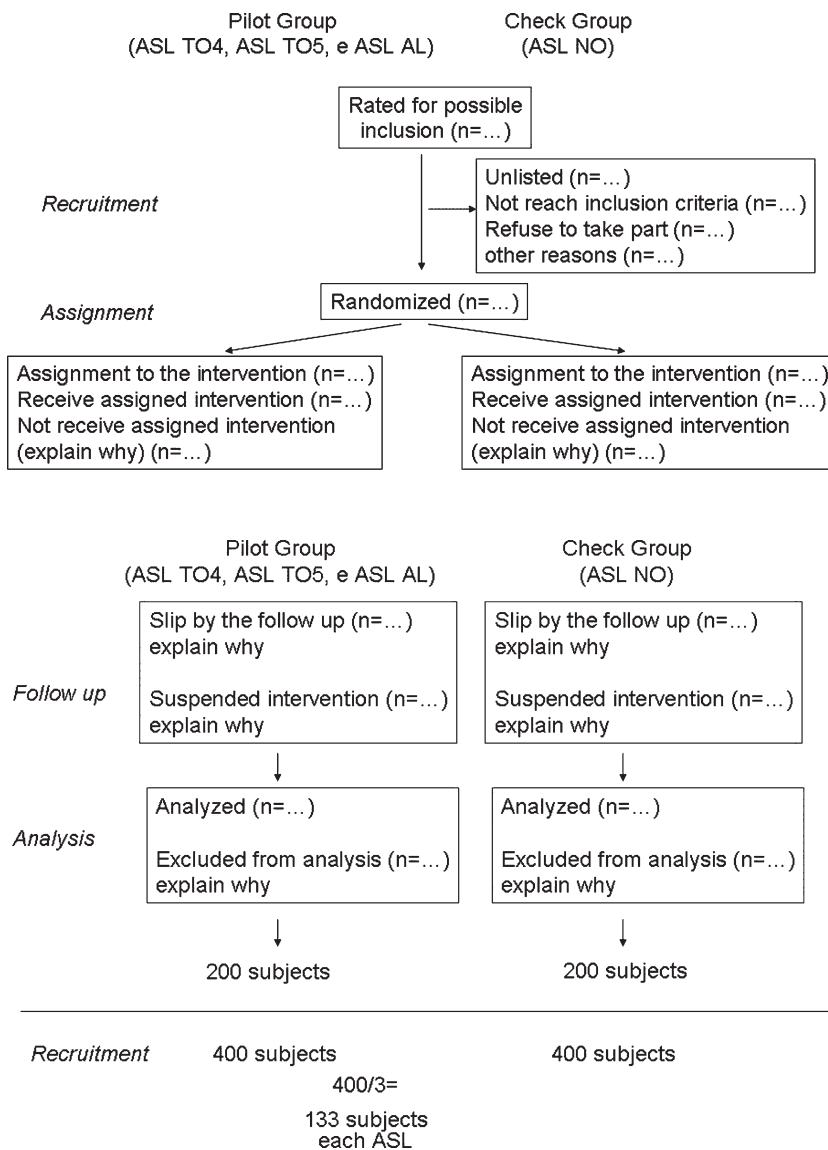 Pilot Group
(ASL TO4, ASL TO5, e ASL AL)
Check Group
(ASL NO)
Rated for possible
inclusion (n=...)
Recruitment
Unlisted (n=...)
Not reach inclusion criteria (n=...)
Refuse to take part (n=...)
other reasons (n=...)
Assignment
Randomized (n=...)
Assignment to the intervention (n=...)
Receive assigned intervention (n=...)
Not receive assigned intervention
(explain why) (n=...)
Assignment to the intervention (n=...)
Receive assigned intervention (n=...)
Not receive assigned intervention
(explain why) (n=...)
Pilot Group
(ASL TO4, ASL TO5, e ASL AL)
Check Group
(ASL NO)
Follow up
Slip by the follow up (n=...)
explain why
Suspended intervention (n=...)
explain why
Slip by the follow up (n=...)
explain why
Suspended intervention (n=...)
explain why
Analysis
Analyzed (n=...)
Excluded from analysis (n=...)
explain why
Analyzed (n=...)
Excluded from analysis (n=...)
explain why
200 subjects
200 subjects
Recruitment
400 subjects
400 subjects
400/3=
133 subjects
each ASL